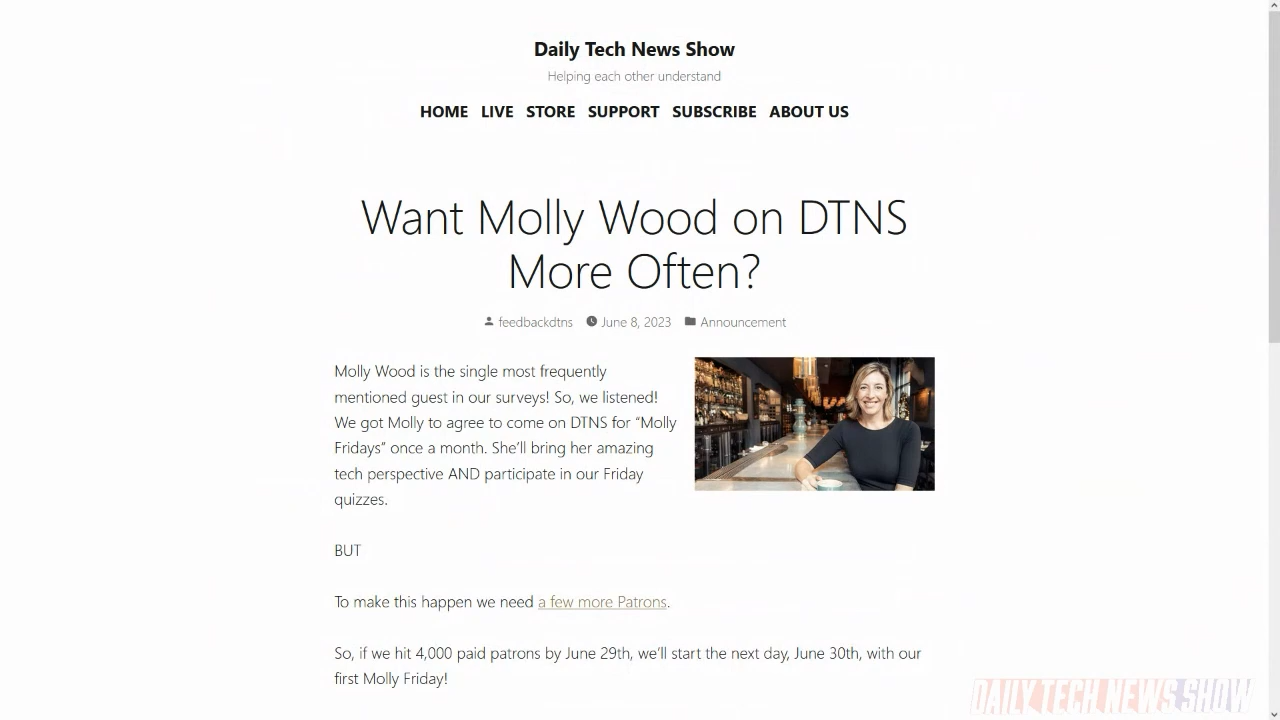 Daily Tech News Show
Helping each other understand
HOME LIVE STORE SUPPORT SUBSCRIBE ABOUT US
Want Molly Wood on DTNS
More Often?
feedbackdtns June 8, 2023 Announcement
Molly Wood is the single most frequently
mentioned guest in our surveys! So, we listened!
We got Molly to agree to come on DTNS for “Molly
Fridays” once a month. She’ll bring her amazing
tech perspective AND participate in our Friday
quizzes.
BUT
To make this happen we need a few more Patrons.
So, if we hit 4,000 paid patrons by June 29th, we’ll start the next day, June 30th, with our
first Molly Friday!
DAILY TECH NEWS SHOW